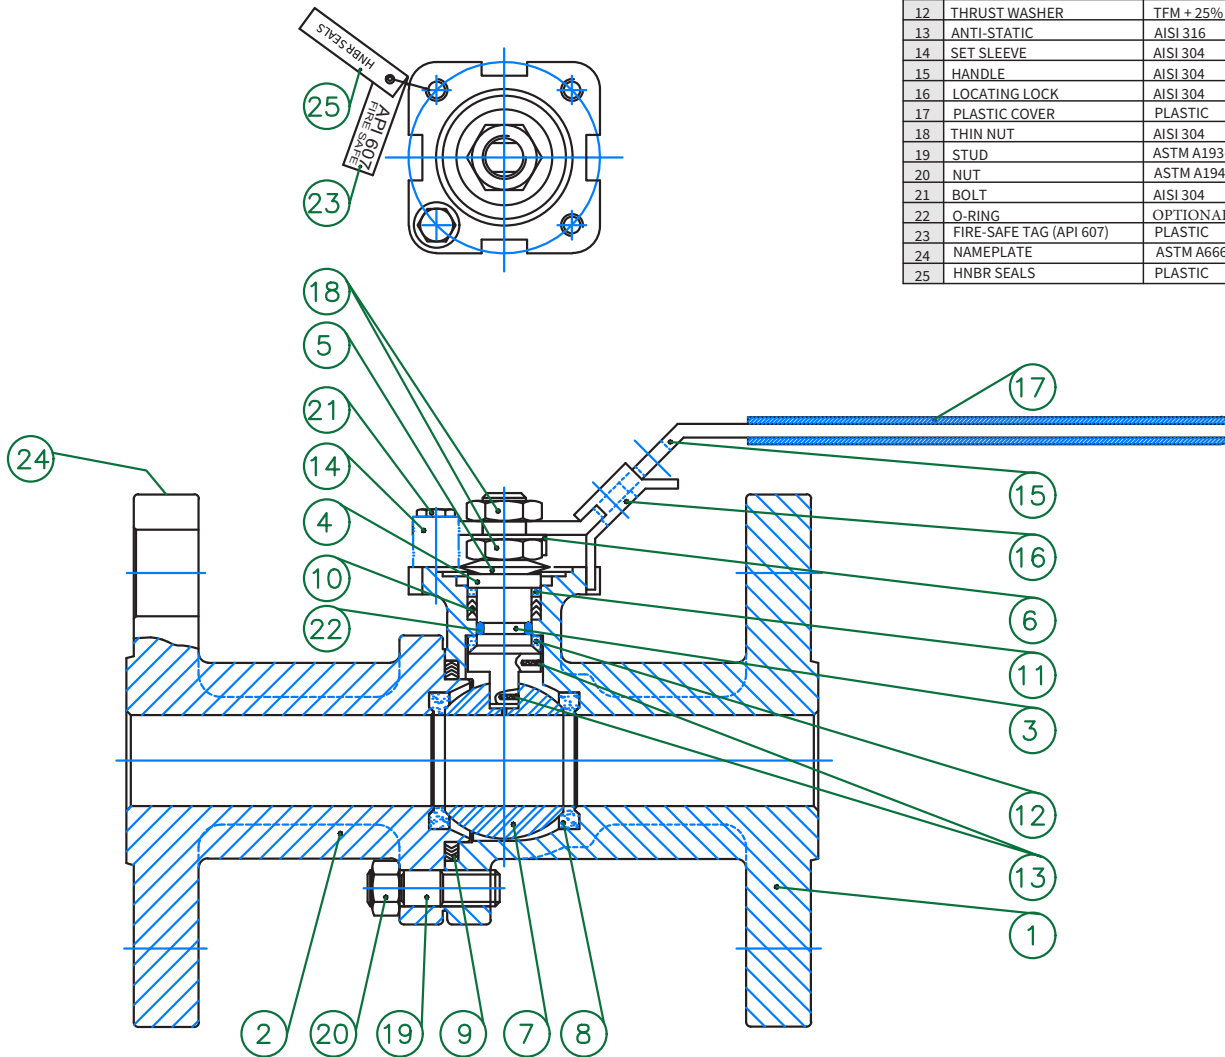 12 THRUST WASHER TFM + 25%
13 ANTI-STATIC AISI 316
14 SET SLEEVE AISI 304
15 HANDLE AISI 304
16 LOCATING LOCK AISI 304
17 PLASTIC COVER PLASTIC
18 THIN NUT AISI 304
19 STUD ASTM A193
20 NUT ASTM A194
21 BOLT AISI 304
22 O-RING OPTIONAL
23 FIRE-SAFE TAG (API 607) PLASTIC
24 NAMEPLATE ASTM A666
25 HNBR SEALS PLASTIC
HNBR SEALS
API 607
FIRE SAFE
25
23
18
5
21
14
4
10
22
24
17
15
16
6
11
3
12
13
1
2
20
19
9
7
8